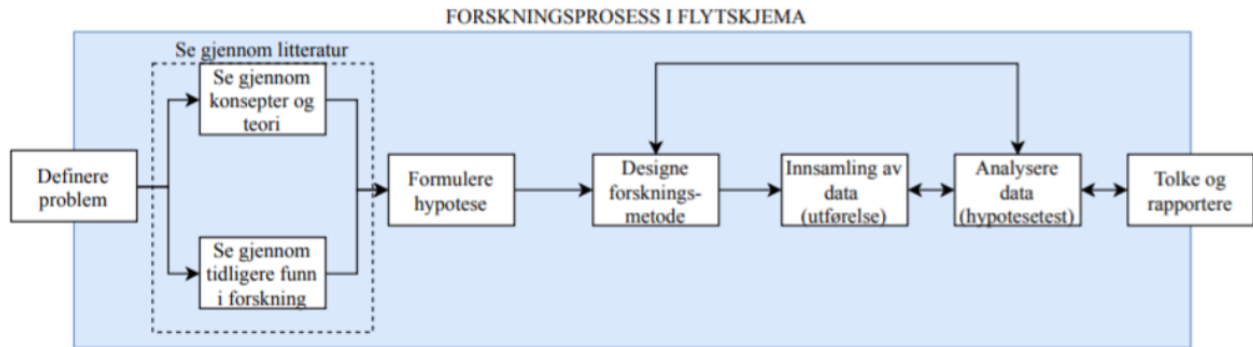 FORSKNINGSPROSESS I FLYTSKJEMA
Se gjennom litteratur
Se gjennom
konsepter og
teori
Definere
problem
Se gjennom
tidligere funn
i forskning
Formulere
hypotese
Designe
forsknings-
metode
Innsamling av
data
(utførelse)
Analysere
data
(hypotesetest)
Tolke og
rapportere